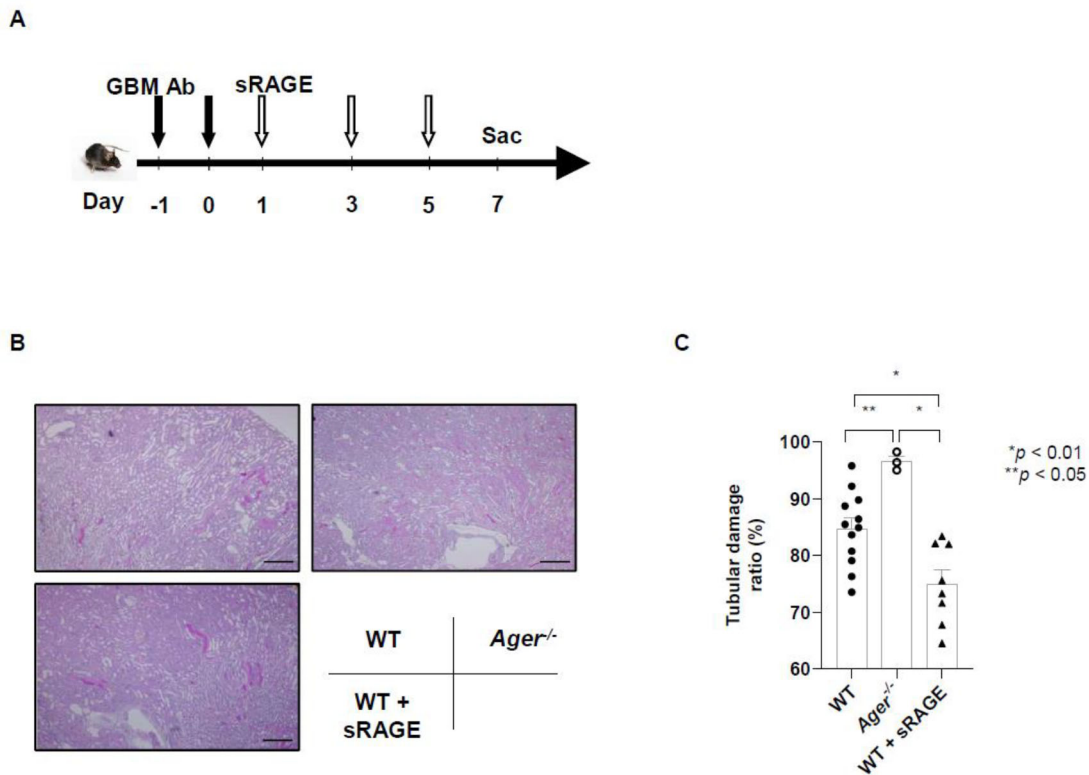 A
GBM Ab sRAGE
Sac
Day -1 0 1 3 5 7
B
WT Ager-/-
WT +
sRAGE
C
*
** *
Tubular damage
ratio (%)
100
90
80
70
60
WT Ager-/- WT + sRAGE
*p < 0.01
**p < 0.05